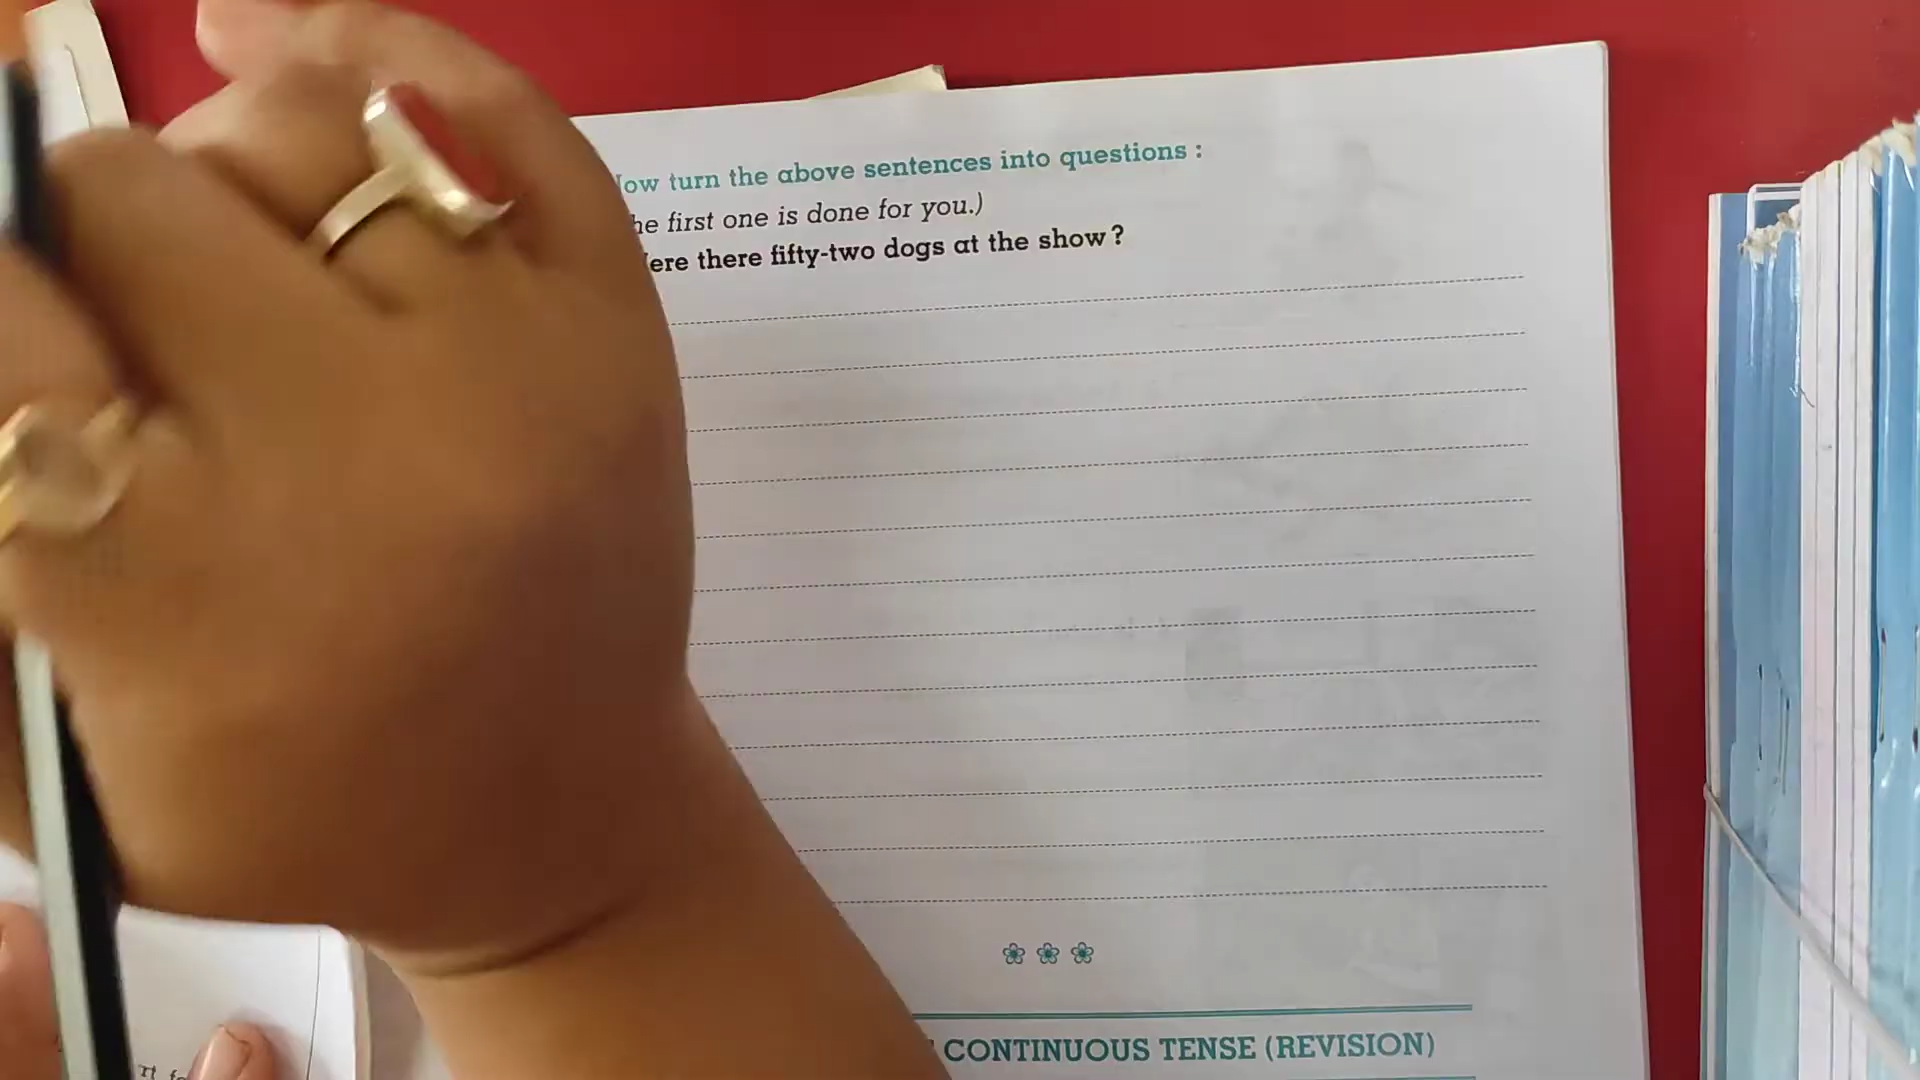 ow turn the above sentences into questions :
he first one is done for you.)
ere there fifty-two dogs at the show ?
CONTINUOUS TENSE (REVISION)